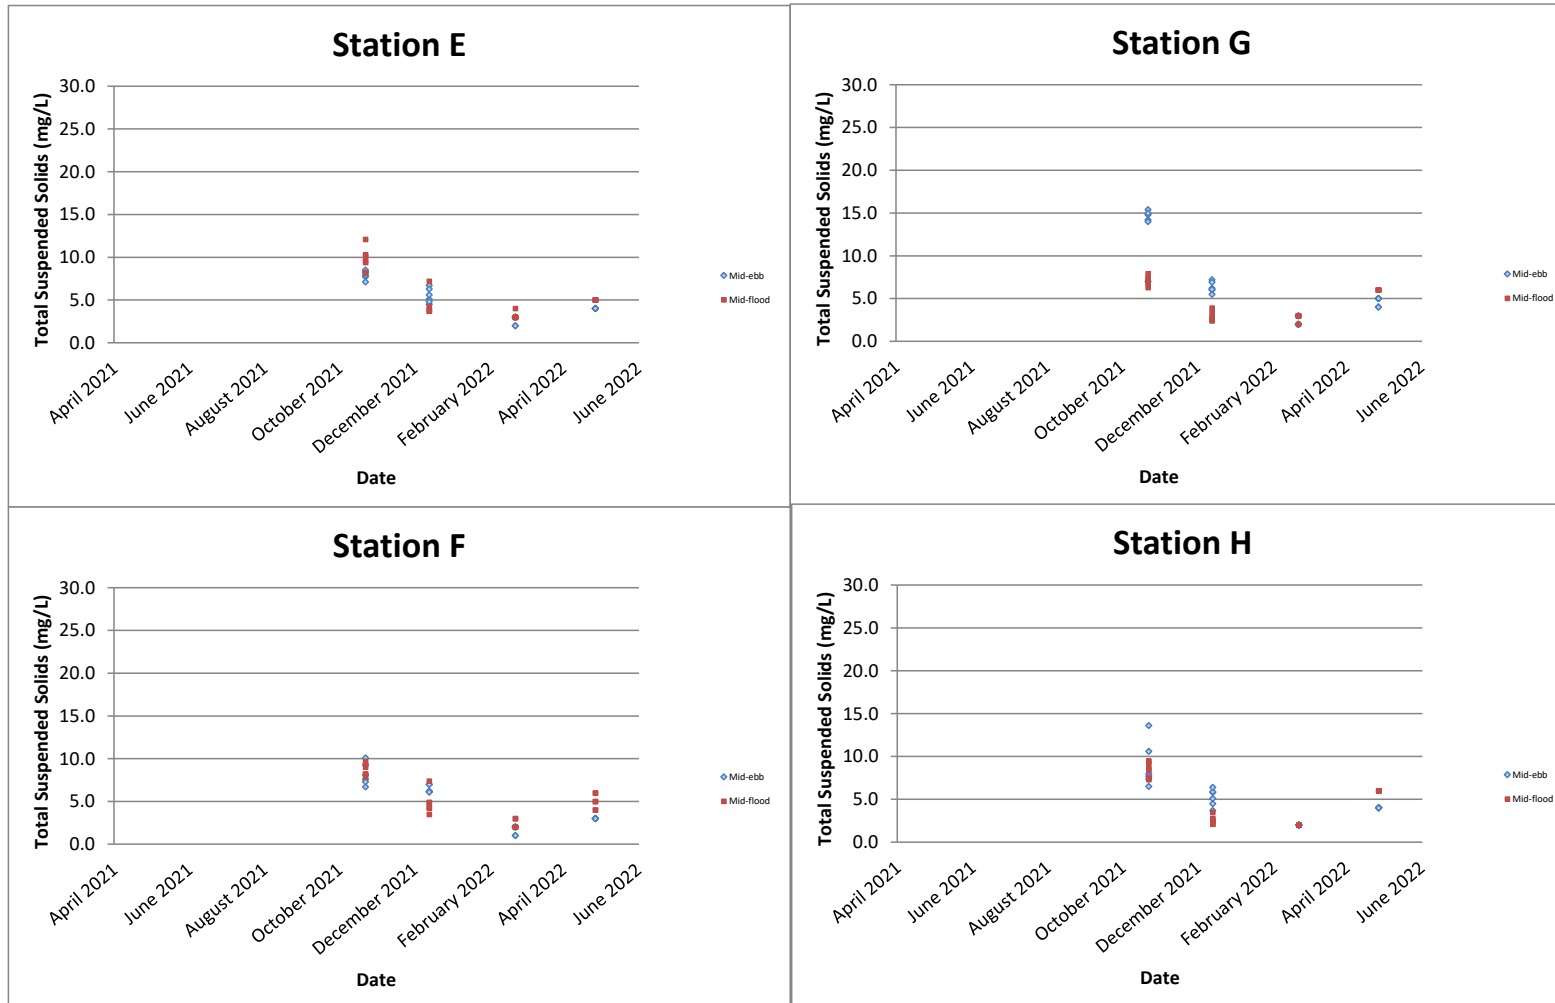 Station E
Total Suspended Solids (mg/L)
30.0
25.0
20.0
15.0
10.0
5.0
0.0
April 2021
June 2021
August 2021
October 2021
December 2021
February 2022
April 2022
June 2022
Date
Mid-ebb
Mid-flood
Station G
Total Suspended Solids (mg/L)
30.0
25.0
20.0
15.0
10.0
5.0
0.0
April 2021
June 2021
August 2021
October 2021
December 2021
February 2022
April 2022
June 2022
Date
Mid-ebb
Mid-flood
Station F
Total Suspended Solids (mg/L)
30.0
25.0
20.0
15.0
10.0
5.0
0.0
April 2021
June 2021
August 2021
October 2021
December 2021
February 2022
April 2022
June 2022
Date
Mid-ebb
Mid-flood
Station H
Total Suspended Solids (mg/L)
30.0
25.0
20.0
15.0
10.0
5.0
0.0
April 2021
June 2021
August 2021
October 2021
December 2021
February 2022
April 2022
June 2022
Date
Mid-ebb
Mid-flood